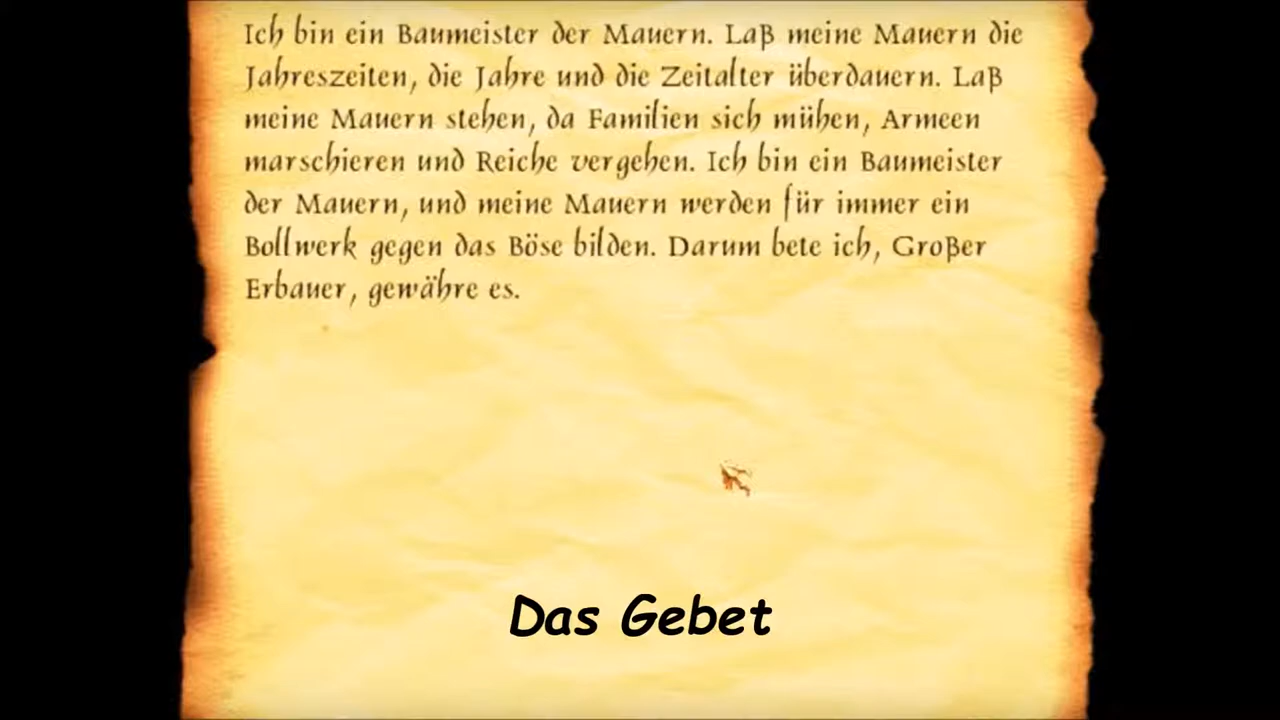 Ich bin ein Baumeister der Mauern. Laß meine Mauern die
Jahreszeiten, die Jahre und die Zeitalter überdauern. Laß
meine Mauern stehen, da Familien sich mühen, Armeen
marschieren und Reiche vergehen. Ich bin ein Baumeister
der Mauern, und meine Mauern werden für immer ein
Bollwerk gegen das Böse bilden. Darum bete ich, Großer
Erbauer, gewähre es.
Das Gebet